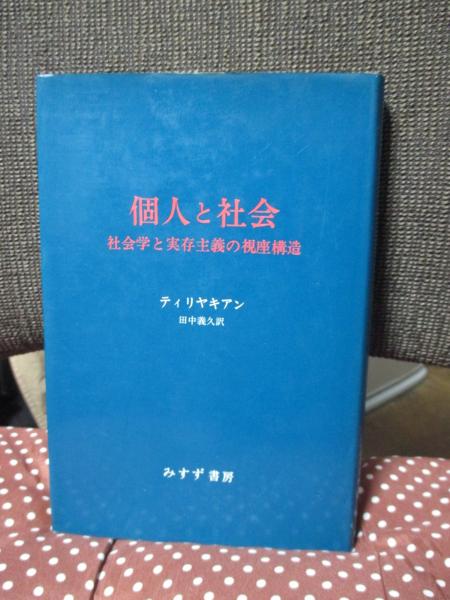 個人と社会
社会学と実存主義の視座構造
ティリヤキアン
田中義久訳
みすず書房